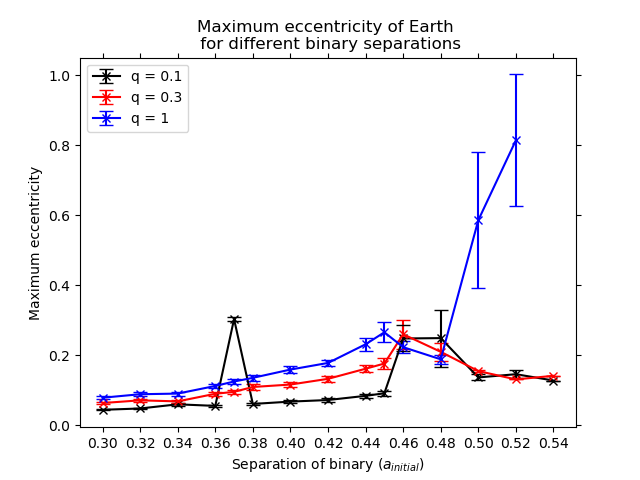 Maximum eccentricity of Earth
for different binary separations
q = 0.1
q = 0.3
q = 1
Maximum eccentricity
1.0
0.8
0.6
0.4
0.2
0.0
0.30 0.32 0.34 0.36 0.38 0.40 0.42 0.44 0.46 0.48 0.50 0.52 0.54
Separation of binary (a_{initial})